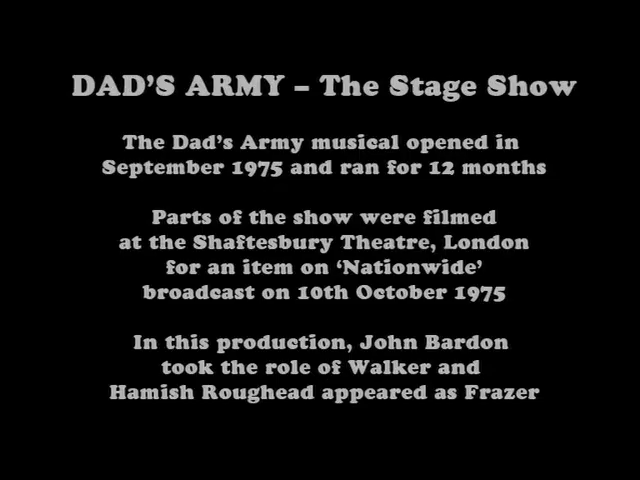 DAD’S ARMY – The Stage Show
The Dad’s Army musical opened in
September 1975 and ran for 12 months
Parts of the show were filmed
at the Shaftesbury Theatre, London
for an item on ‘Nationwide’
broadcast on 10th October 1975
In this production, John Bardon
took the role of Walker and
Hamish Roughead appeared as Frazer